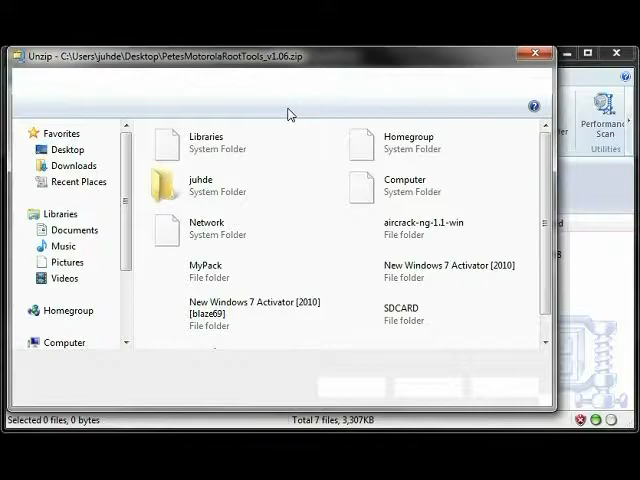 Unzip - C:\Users\juhde\Desktop\PetesMotorolaRootTools_v1.06.zip
Performanc
Scan
Utilities
Favorites
Desktop
Downloads
Recent Places
Libraries
Documents
Music
Pictures
Videos
Homegroup
Computer
Libraries
System Folder
Homegroup
System Folder
juhde
System Folder
Computer
System Folder
Network
System Folder
aircrack-ng-1.1-win
File folder
MyPack
File folder
New Windows 7 Activator [2010]
File folder
New Windows 7 Activator [2010]
[blaze69]
File folder
SDCARD
File folder
Selected 0 files, 0 bytes
Total 7 files, 3,307KB